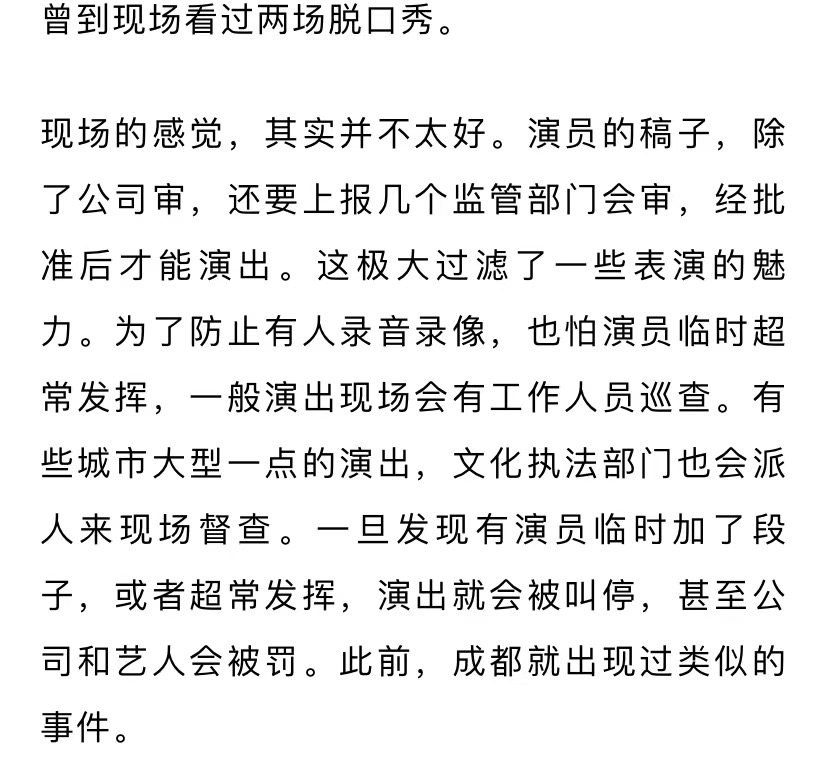 曾到现场看过两场脱口秀。
现场的感觉，其实并不太好。演员的稿子，除
了公司审，还要上报几个监管部门会审，经批
准后才能演出。这极大过滤了一些表演的魅
力。为了防止有人录音录像，也怕演员临时超
常发挥，一般演出现场会有工作人员巡查。有
些城市大型一点的演出，文化执法部门也会派
人来现场督查。一旦发现有演员临时加了段
子，或者超常发挥，演出就会被叫停，甚至公
司和艺人会被罚。此前，成都就出现过类似的
事件。